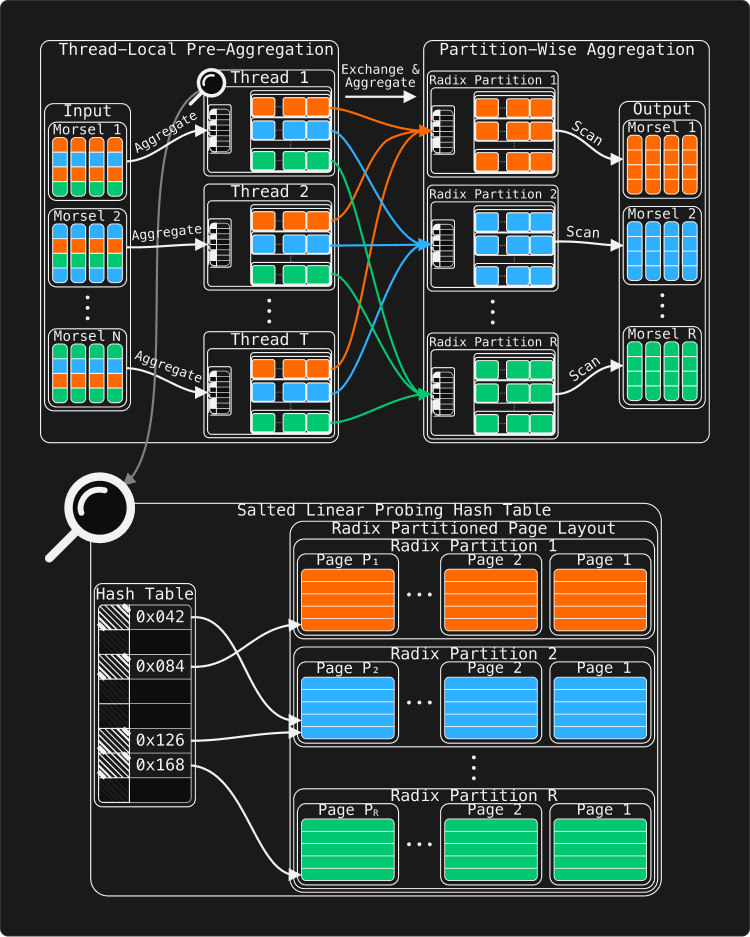 Thread-Local Pre-Aggregation
Input
Morsel 1
Morsel 2
Morsel N
Aggregate
Aggregate
Aggregate
Thread 1
Thread 2
Thread T
Exchange &
Aggregate
Partition-Wise Aggregation
Radix Partition 1
Radix Partition 2
Radix Partition R
Scan
Scan
Scan
Output
Morsel 1
Morsel 2
Morsel R
Salted Linear Probing Hash Table
Radix Partitioned Page Layout
Hash Table
0x042
0x084
0x126
0x168
Radix Partition 1
Page P₁ ... Page 2 Page 1
Radix Partition 2
Page P₂ ... Page 2 Page 1
Radix Partition R
Page Pᴿ ... Page 2 Page 1